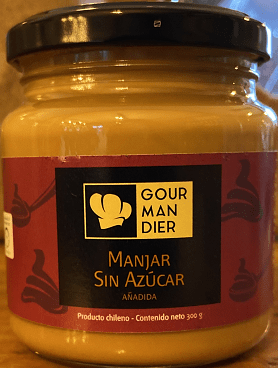 GOUR
MAN
DIER
MANJAR
SIN AZÚCAR
AÑADIDA
Producto chileno - Contenido neto 300 g